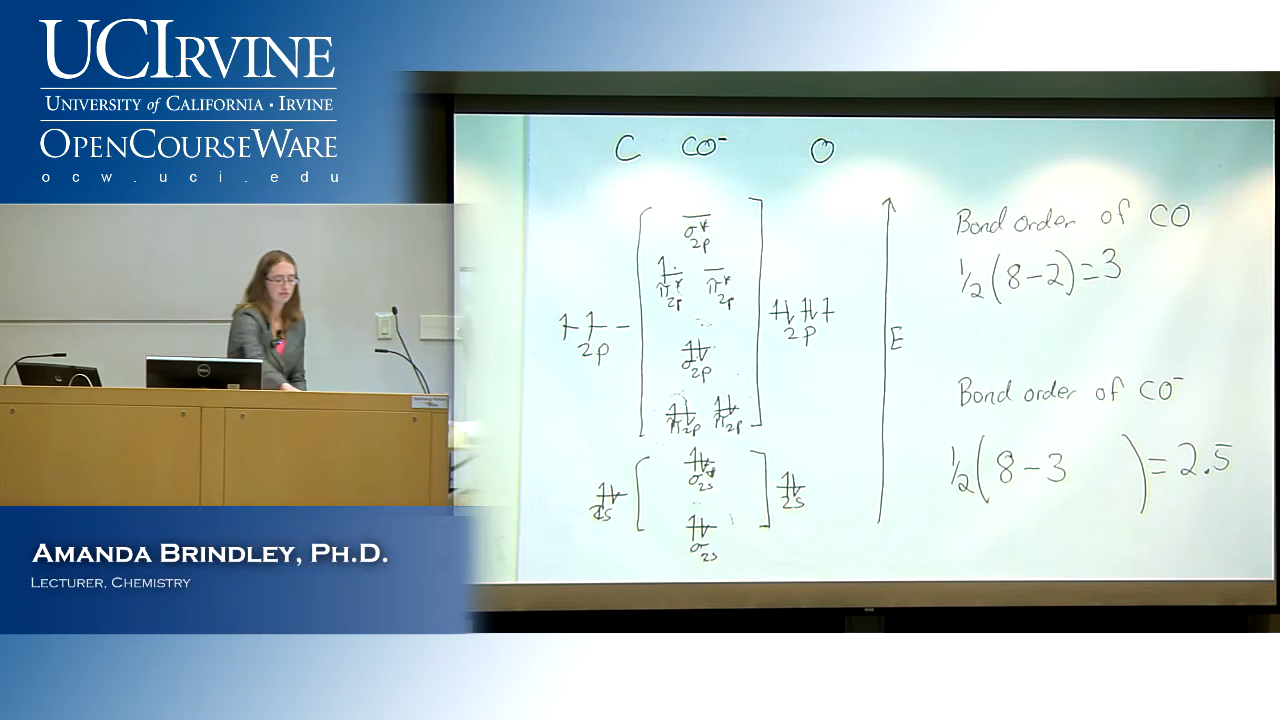 UCIRVINE
UNIVERSITY of CALIFORNIA · IRVINE
OPENCOURSEWARE
ocw.uci.edu
AMANDA BRINDLEY, PH.D.
LECTURER, CHEMISTRY
DELL
C CO⁻ O
σ*2p
π*2p π*2p
2p σ2p 2p
π2p π2p
2s σ*2s 2s
σ2s
E
Bond order of CO
½(8-2)=3
Bond order of CO⁻
½(8-3 )=2.5